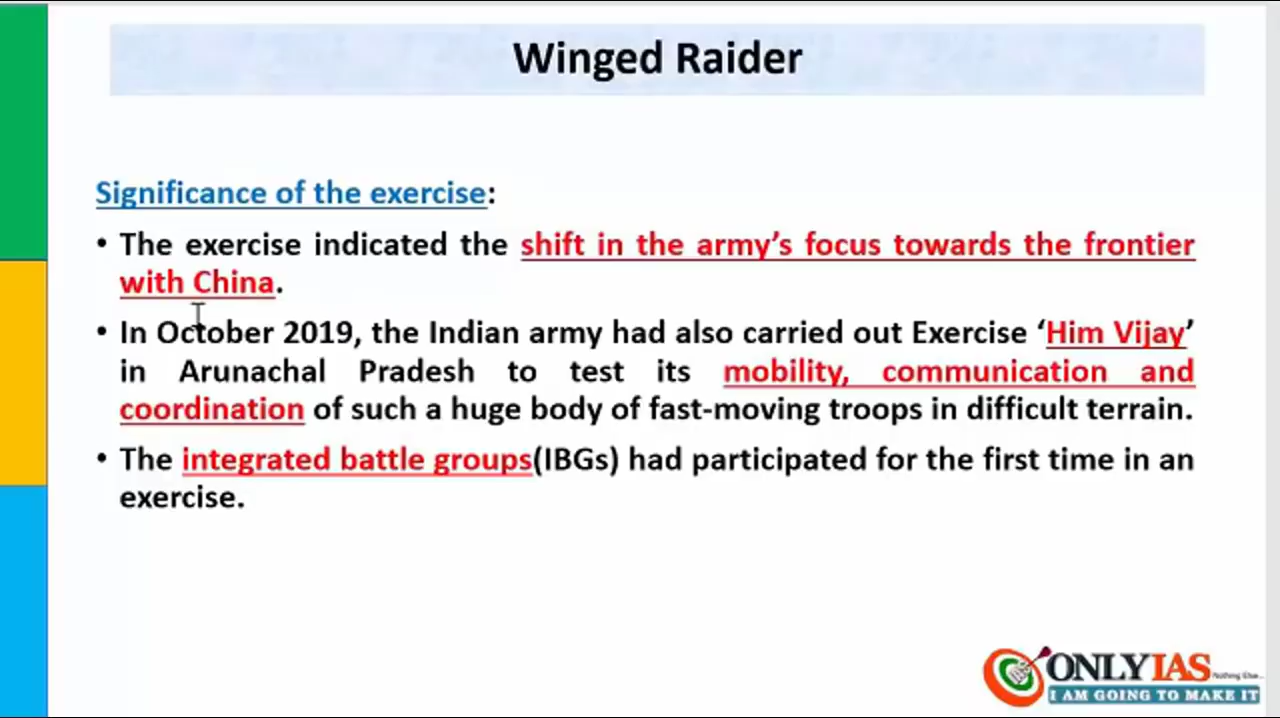 Winged Raider
Significance of the exercise:
• The exercise indicated the shift in the army's focus towards the frontier
with China.
• In October 2019, the Indian army had also carried out Exercise ‘Him Vijay’
in Arunachal Pradesh to test its mobility, communication and
coordination of such a huge body of fast-moving troops in difficult terrain.
• The integrated battle groups(IBGs) had participated for the first time in an
exercise.
ONLYIAS
Nothing Else...
I AM GOING TO MAKE IT